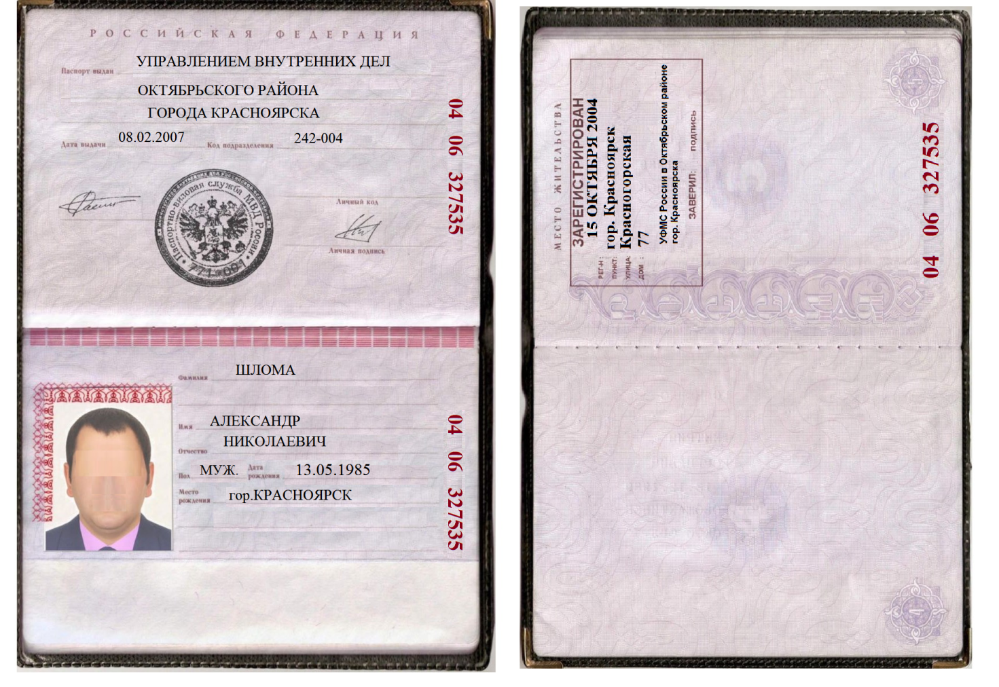 РОССИЙСКАЯ ФЕДЕРАЦИЯ
Паспорт выдан УПРАВЛЕНИЕМ ВНУТРЕННИХ ДЕЛ
ОКТЯБРЬСКОГО РАЙОНА
ГОРОДА КРАСНОЯРСКА
Дата выдачи 08.02.2007 Код подразделения 242-004
04 06 327535
Паспортно-визовая служба МВД России
771-007
Личный код
Личная подпись
Фамилия ШЛОМА
Имя АЛЕКСАНДР
Отчество НИКОЛАЕВИЧ
Пол МУЖ. Дата рождения 13.05.1985
Место рождения гор.КРАСНОЯРСК
04 06 327535
МЕСТО ЖИТЕЛЬСТВА
ЗАРЕГИСТРИРОВАН
15 ОКТЯБРЯ 2004
РЕГ-Н: гор. Красноярск
ПУНКТ:
УЛИЦА: Красногорская
ДОМ : 77
УФМС России в Октябрьском районе
гор. Красноярска
ЗАВЕРИЛ: подпись
04 06 327535
5
4